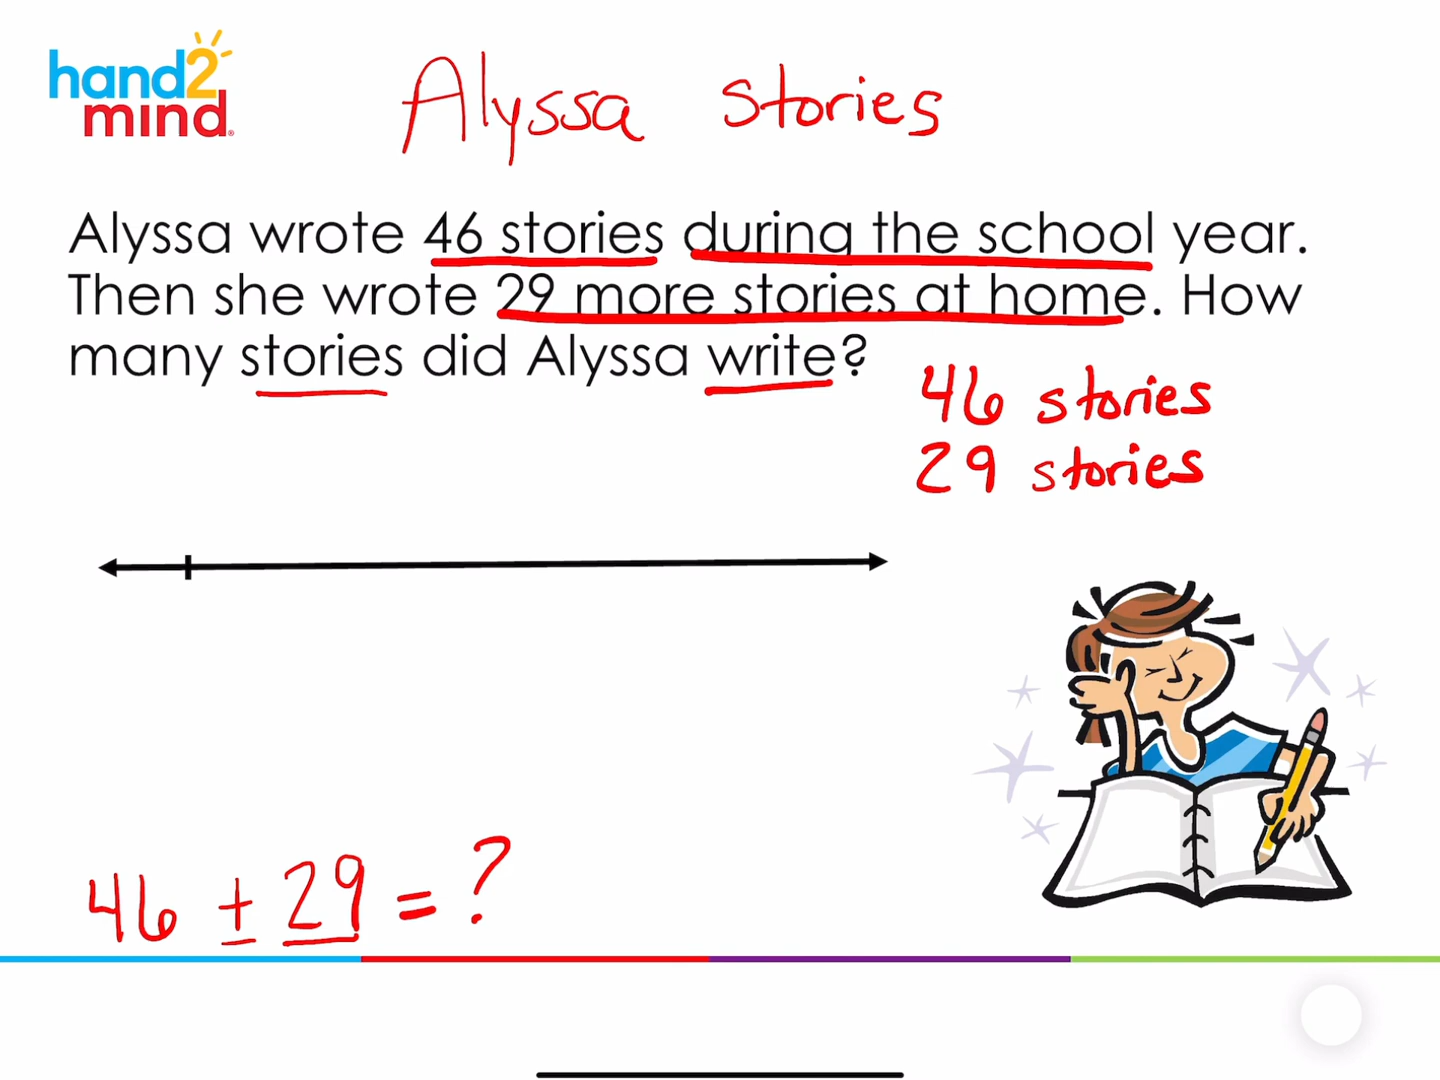 hand2
mind
Alyssa stories
Alyssa wrote 46 stories during the school year.
Then she wrote 29 more stories at home. How
many stories did Alyssa write?
46 stories
29 stories
46 + 29 = ?